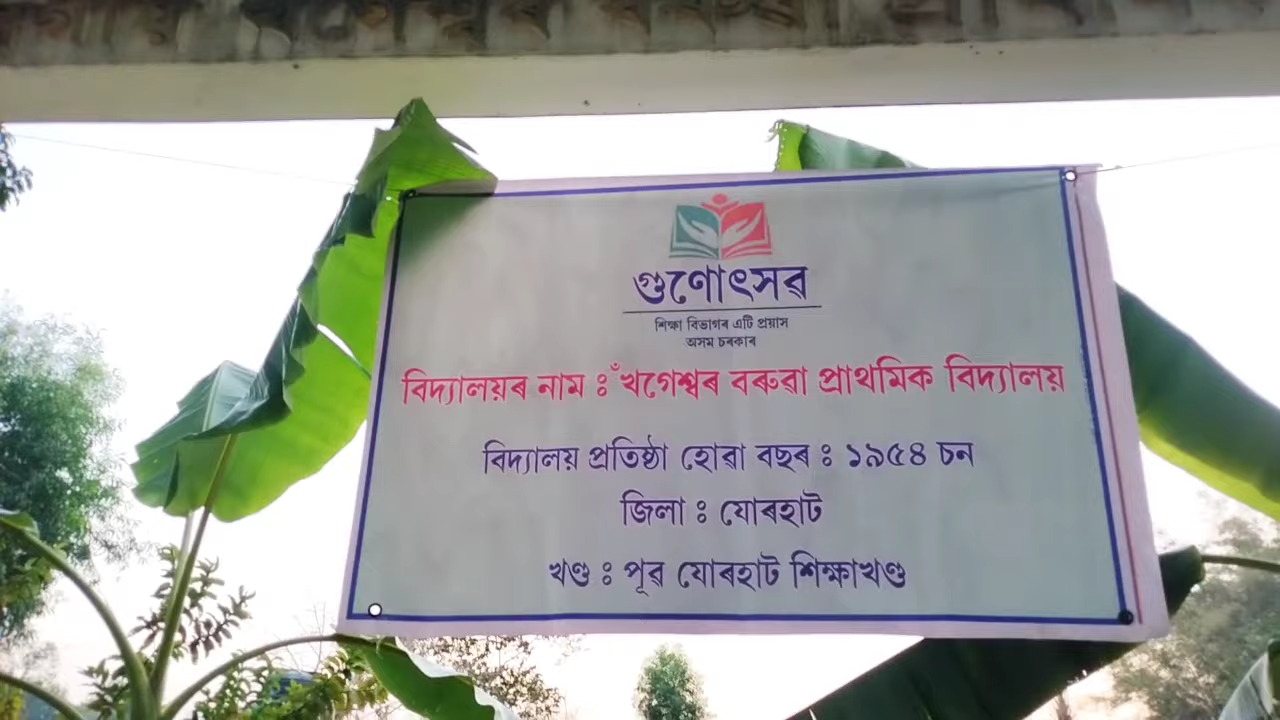 গুণোৎসৱ
শিক্ষা বিভাগৰ এটি প্ৰয়াস
অসম চৰকাৰ
বিদ্যালয়ৰ নাম ঃ খঁগেশ্বৰ বৰুৱা প্ৰাথমিক বিদ্যালয়
বিদ্যালয় প্ৰতিষ্ঠা হোৱা বছৰ ঃ ১৯৫৪ চন
জিলা ঃ যোৰহাট
খণ্ড ঃ পূৱ যোৰহাট শিক্ষাখণ্ড